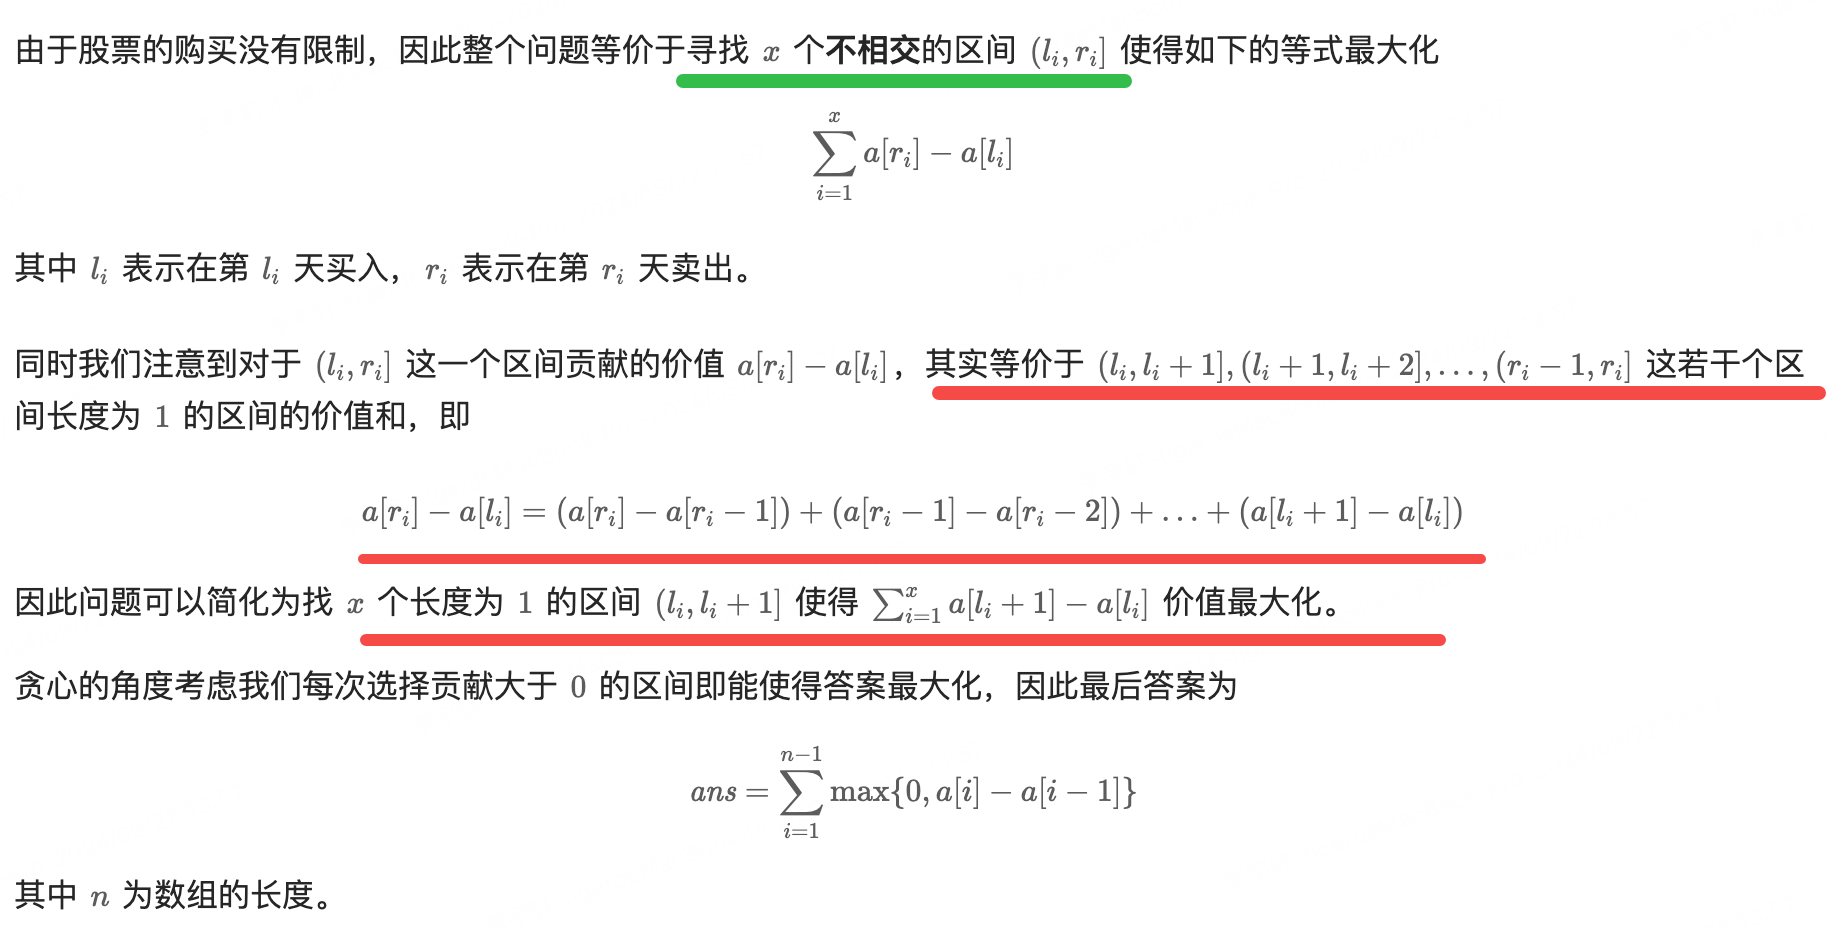 由于股票的购买没有限制，因此整个问题等价于寻找 x 个不相交的区间 (l_i, r_i] 使得如下的等式最大化
\sum_{i=1}^{x} a[r_i] − a[l_i]
其中 l_i 表示在第 l_i 天买入，r_i 表示在第 r_i 天卖出。
同时我们注意到对于 (l_i, r_i] 这一个区间贡献的价值 a[r_i] − a[l_i]，其实等价于 (l_i, l_i + 1], (l_i + 1, l_i + 2], . . . , (r_i − 1, r_i] 这若干个区
间长度为 1 的区间的价值和，即
a[r_i] − a[l_i] = (a[r_i] − a[r_i − 1]) + (a[r_i − 1] − a[r_i − 2]) + . . . + (a[l_i + 1] − a[l_i])
因此问题可以简化为找 x 个长度为 1 的区间 (l_i, l_i + 1] 使得 \sum_{i=1}^{x} a[l_i + 1] − a[l_i] 价值最大化。
贪心的角度考虑我们每次选择贡献大于 0 的区间即能使得答案最大化，因此最后答案为
ans = \sum_{i=1}^{n−1} max{0, a[i] − a[i − 1]}
其中 n 为数组的长度。